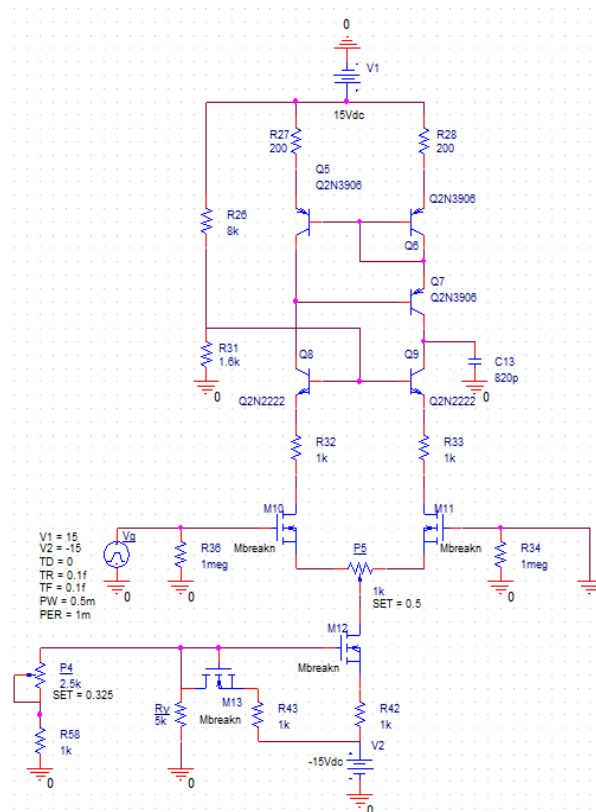 0
V1
15Vdc
R27
200
R28
200
Q5
Q2N3906
Q2N3906
Q6
R26
8k
Q7
Q2N3906
R31
1.6k
0
Q8
Q9
C13
820p
0
Q2N2222
Q2N2222
R32
1k
R33
1k
M10
M11
V1 = 15
V2 = -15
TD = 0
TR = 0.1f
TF = 0.1f
PW = 0.5m
PER = 1m
Vg
0
R36
1meg
0
Mbreakn
P5
1k
SET = 0.5
Mbreakn
R34
1meg
0
0
M12
Mbreakn
P4
2.5k
SET = 0.325
R58
1k
0
Rv
5k
0
M13
Mbreakn
R43
1k
R42
1k
V2
-15Vdc
0